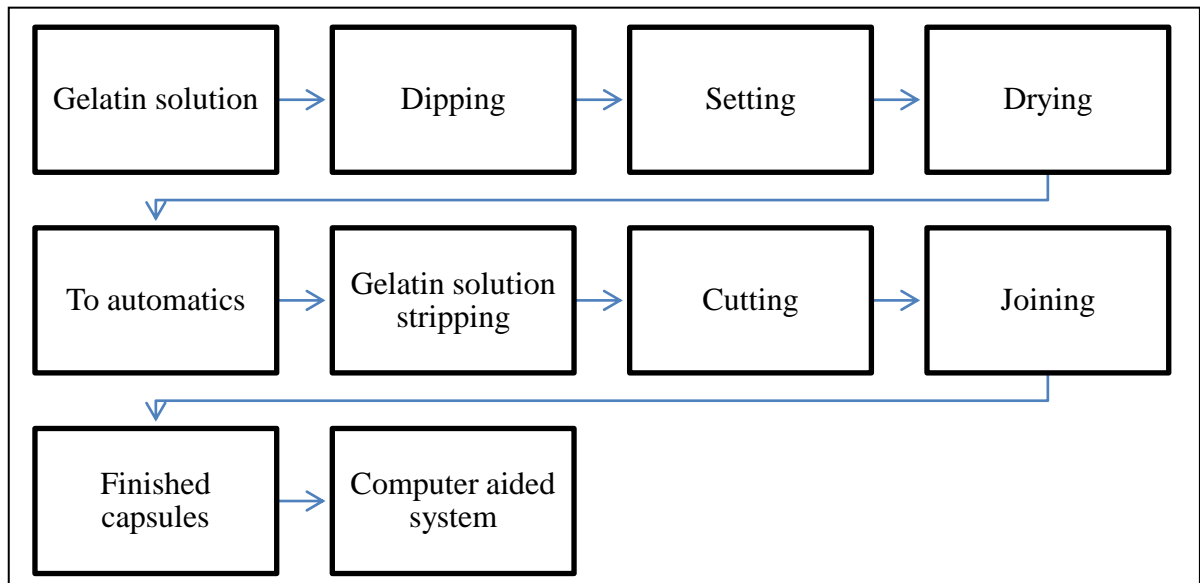 Gelatin solution
Dipping
Setting
Drying
To automatics
Gelatin solution
stripping
Cutting
Joining
Finished
capsules
Computer aided
system